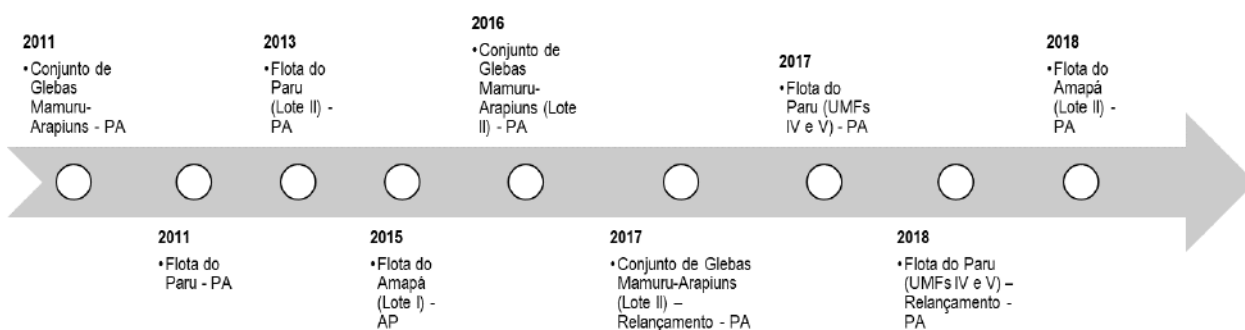 2011
•Conjunto de
Glebas
Mamuru-
Arapiuns - PA
2011
•Flota do
Paru - PA
2013
•Flota do
Paru
(Lote II) -
PA
2015
•Flota do
Amapá
(Lote I) -
AP
2016
•Conjunto de
Glebas
Mamuru-
Arapiuns (Lote
II) - PA
2017
•Conjunto de Glebas
Mamuru-Arapiuns
(Lote II) –
Relançamento - PA
2017
•Flota do
Paru (UMFs
IV e V) - PA
2018
•Flota do Paru
(UMFs IV e V) –
Relançamento -
PA
2018
•Flota do
Amapá
(Lote II) -
PA